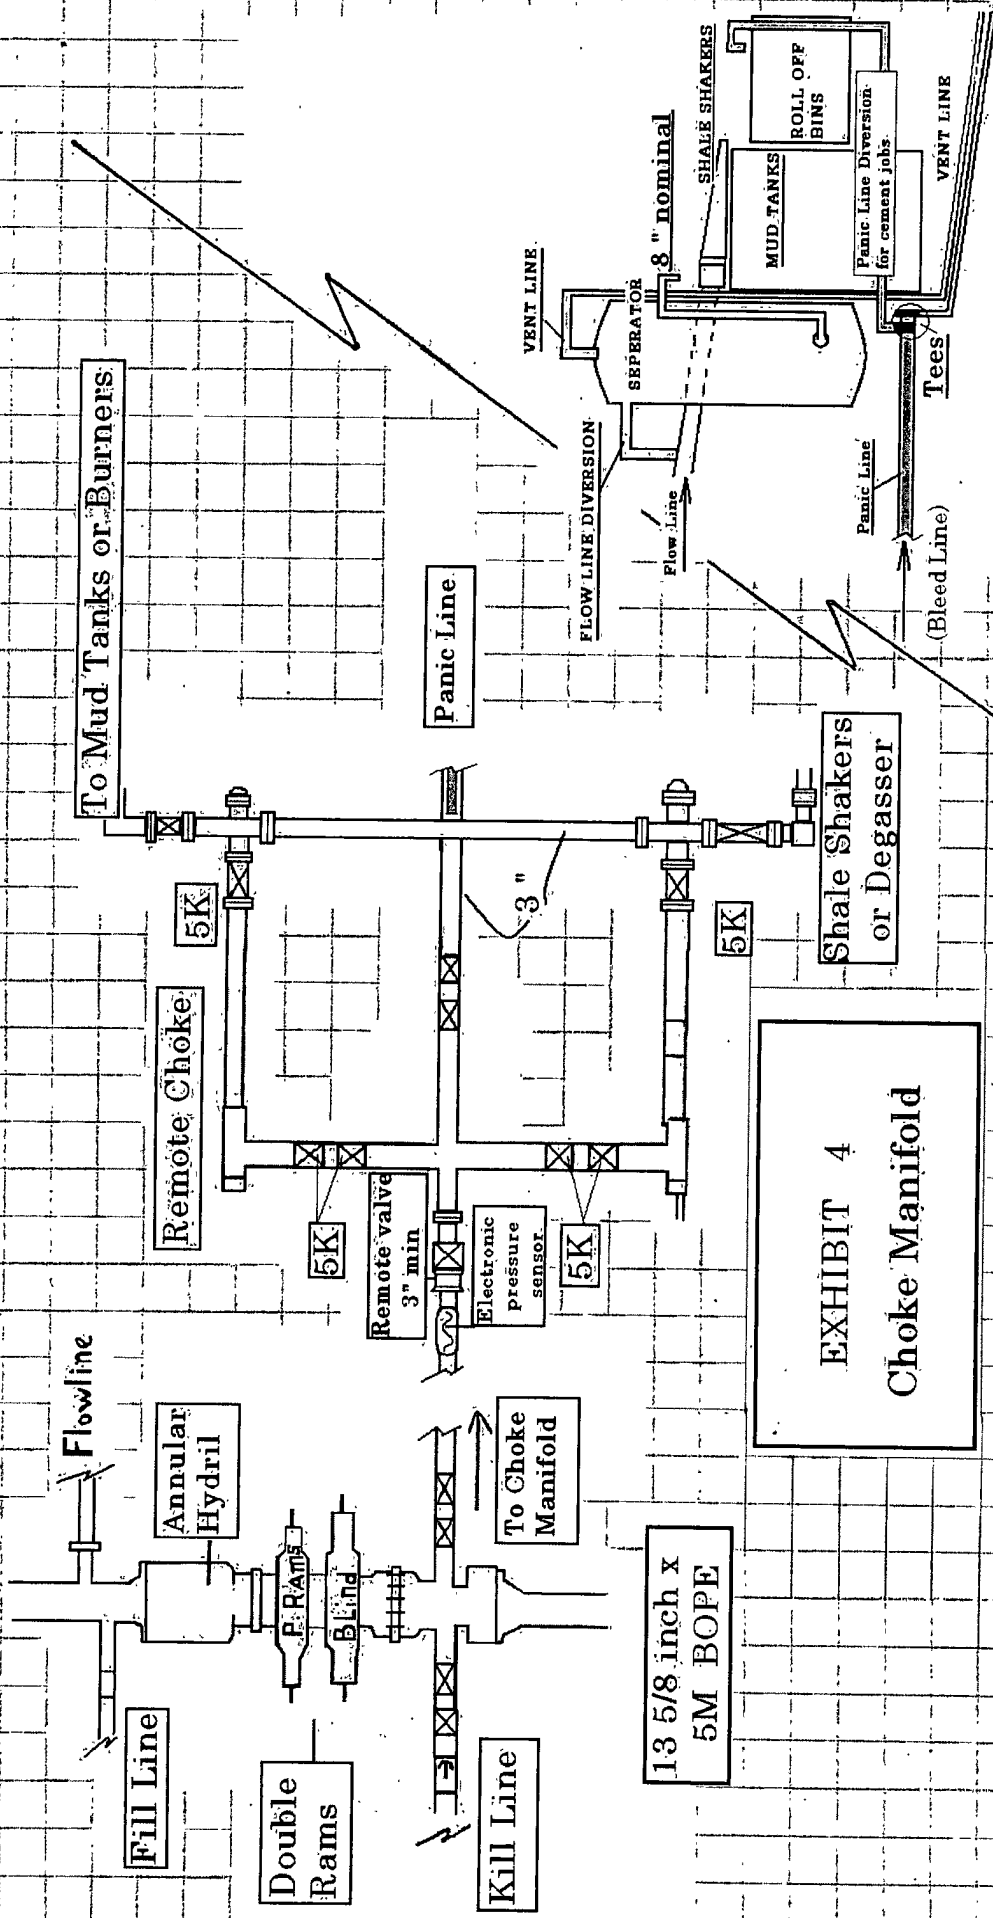 Fill Line
Flowline
Annular
Hydril
Double
Rams
P.RAms
BLind
Kill Line
To Choke
Manifold
13 5/8 inch x
5M BOPE
Remote Choke
5K
5K
Remote valve
3" min
Electronic
pressure
sensor
5K
5K
3"
To Mud Tanks or Burners
Panic Line
Shale Shakers
or Degasser
EXHIBIT 4
Choke Manifold
VENT LINE
SEPERATOR
8" nominal
SHALE SHAKERS
ROLL OFF
BINS
MUD TANKS
Panic Line Diversion
for cement jobs
VENT LINE
FLOW LINE DIVERSION
Flow Line
Panic Line
Tees
(Bleed Line)